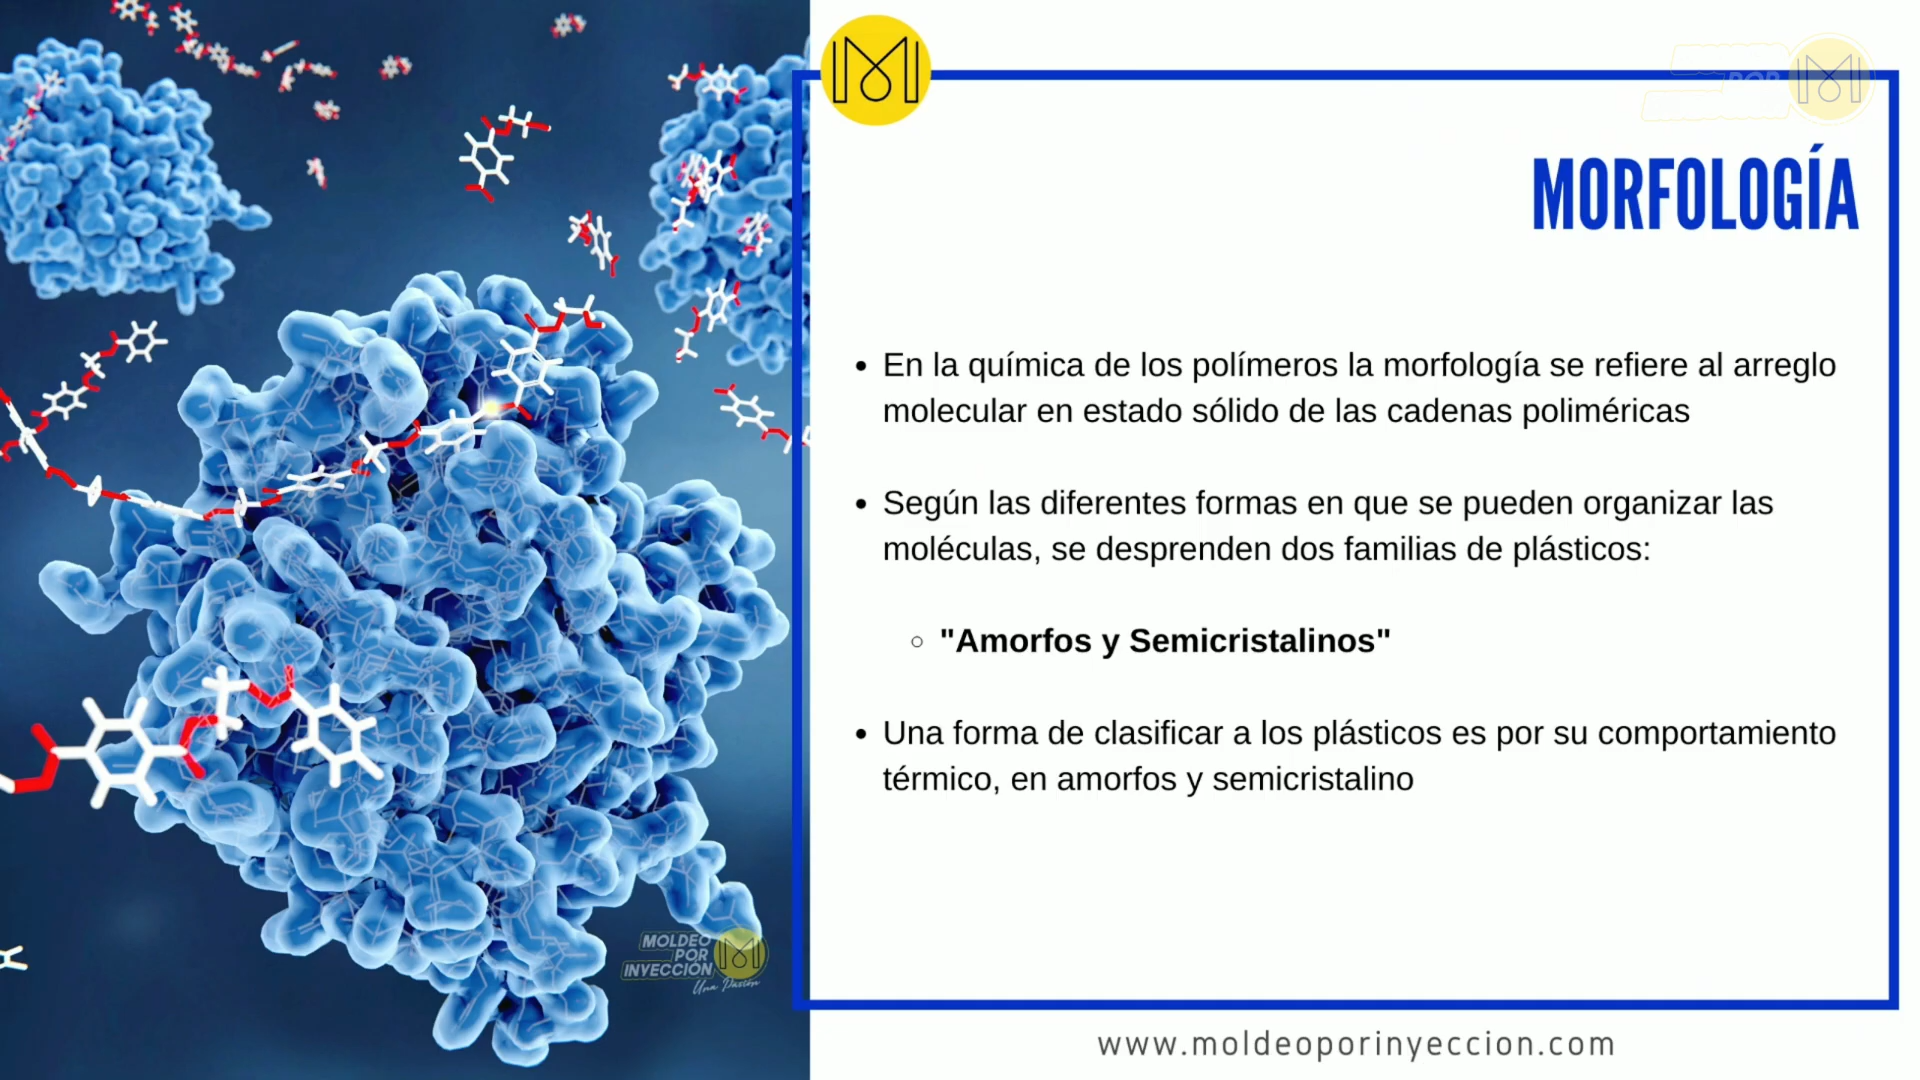 POR
MORFOLOGÍA
• En la química de los polímeros la morfología se refiere al arreglo
molecular en estado sólido de las cadenas poliméricas
• Según las diferentes formas en que se pueden organizar las
moléculas, se desprenden dos familias de plásticos:
○ "Amorfos y Semicristalinos"
• Una forma de clasificar a los plásticos es por su comportamiento
térmico, en amorfos y semicristalino
MOLDEO
POR
INYECCIÓN
Una Pasión
www.moldeoporinyeccion.com